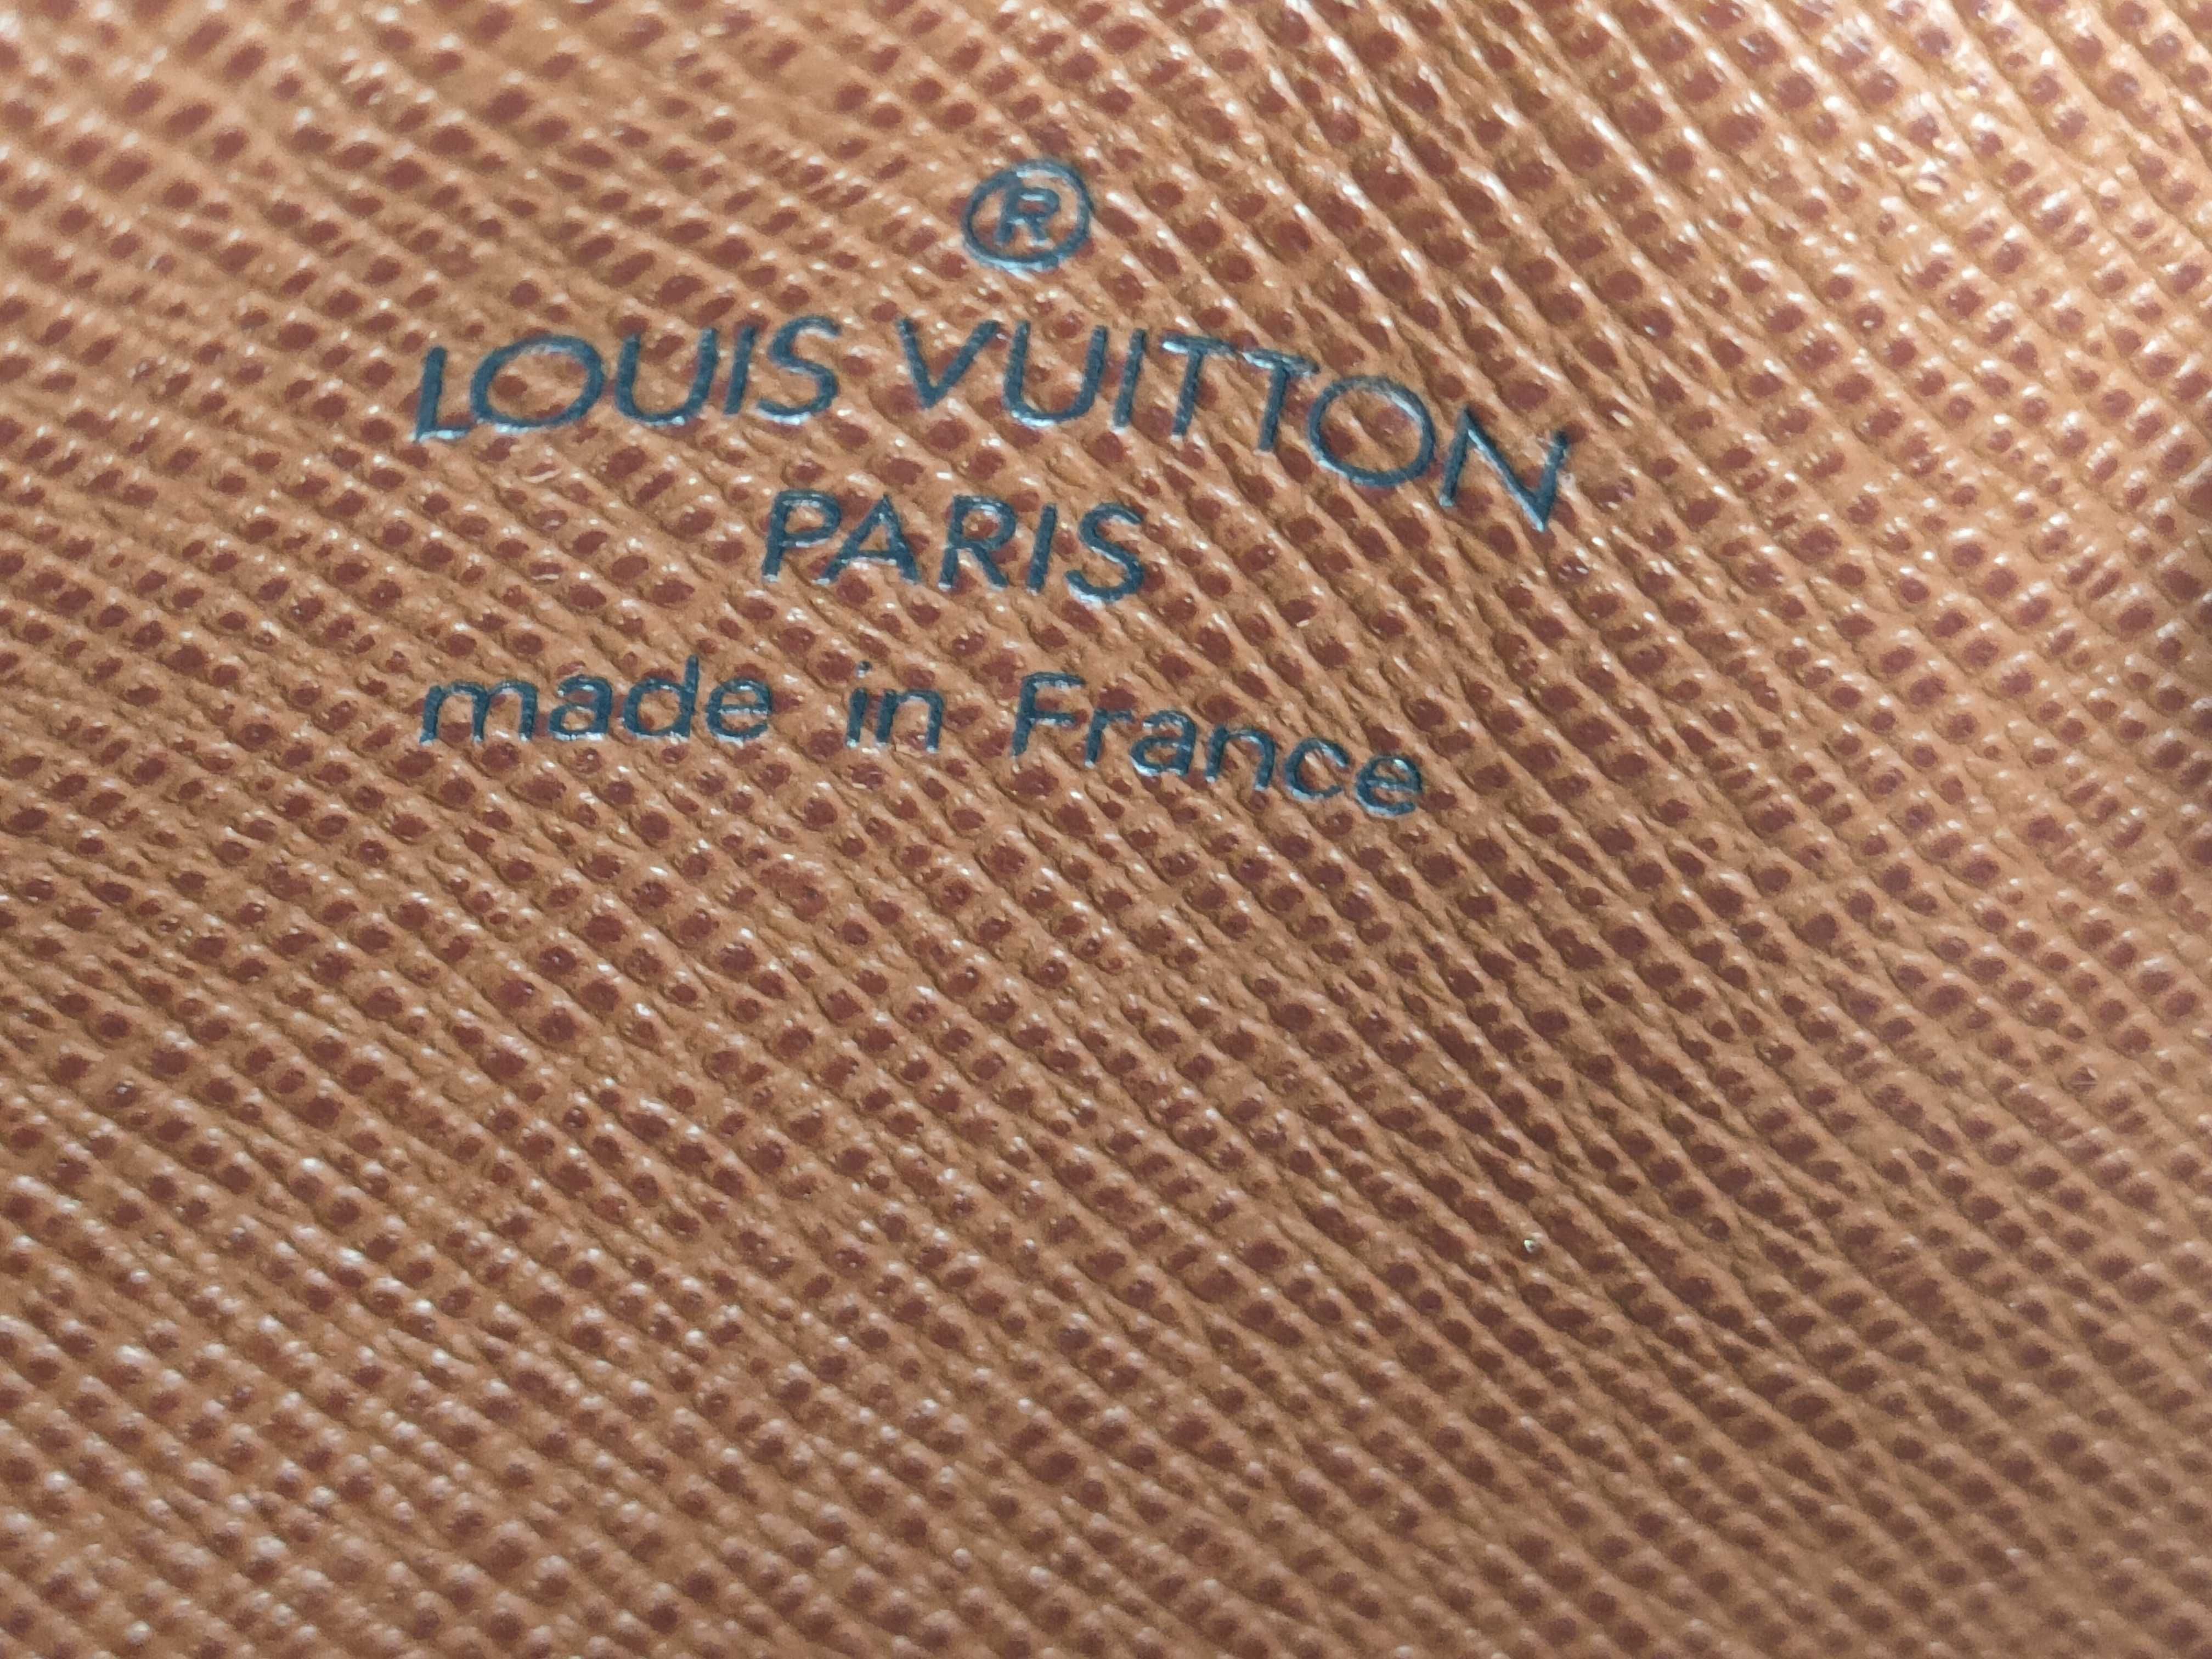 ®
LOUIS VUITTON
PARIS
made in France